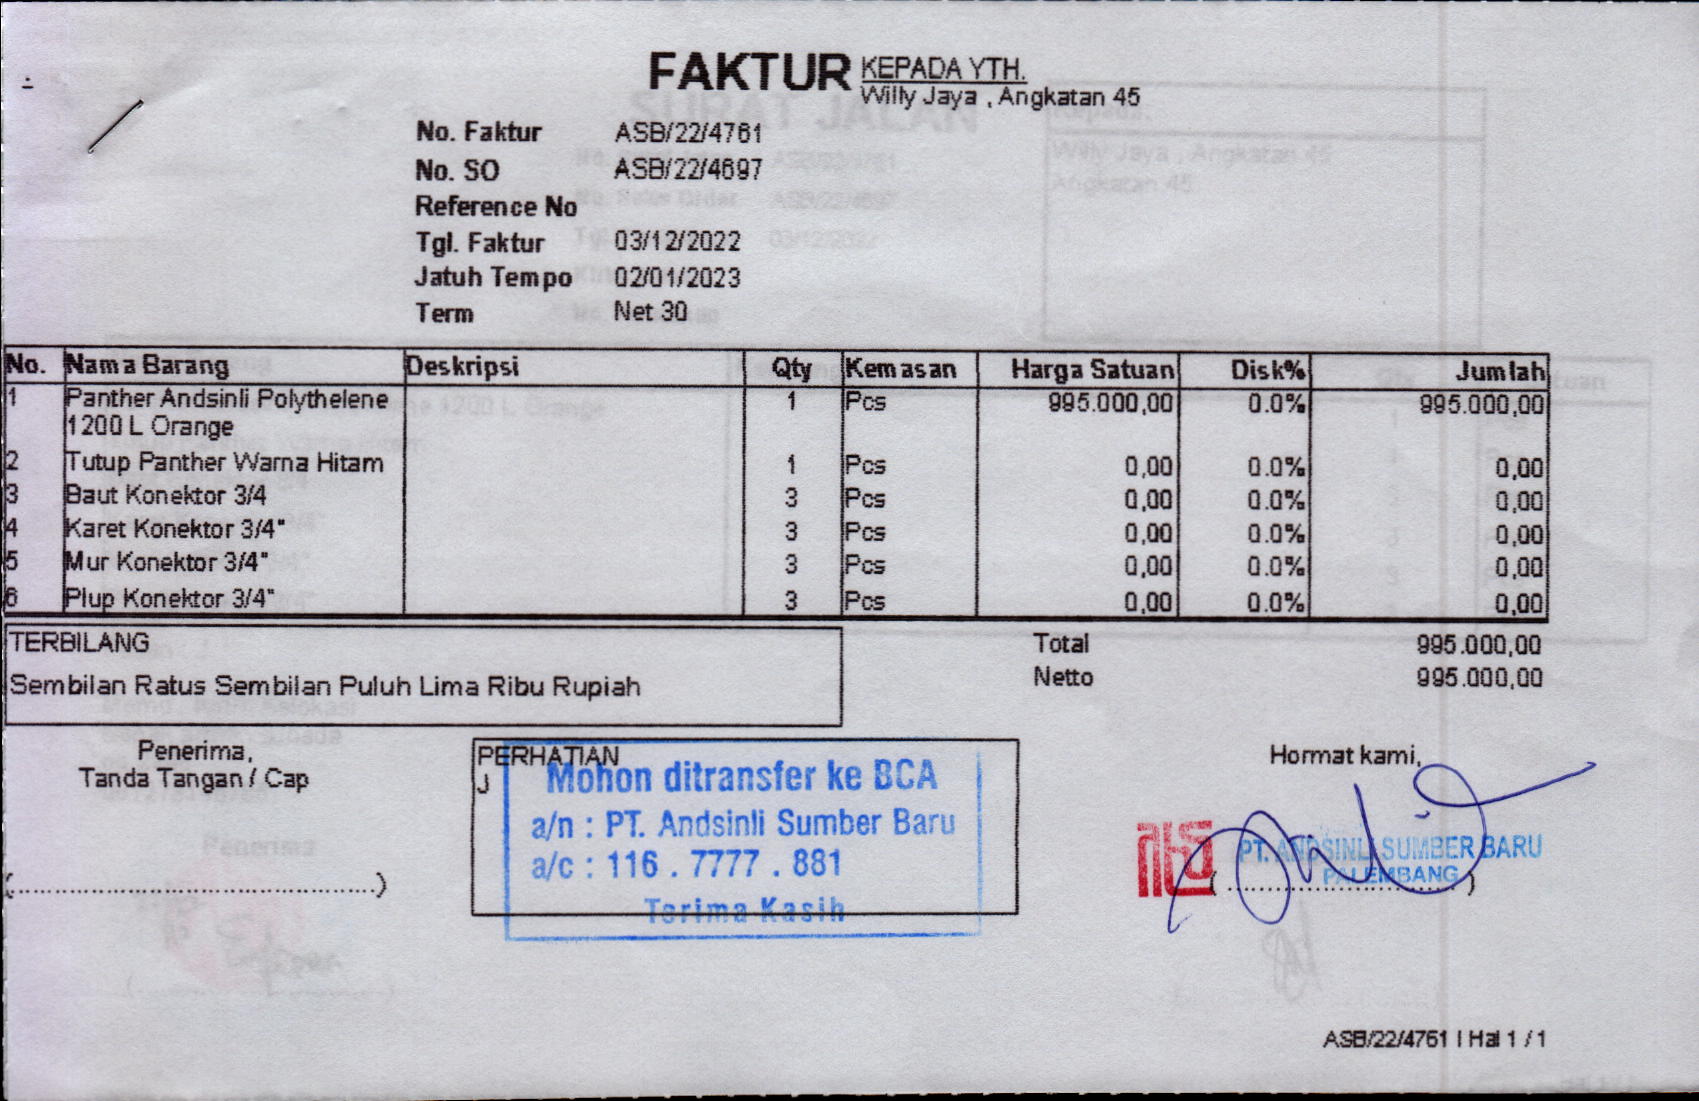 FAKTUR KEPADA YTH.
Willy Jaya , Angkatan 45
No. Faktur ASB/22/4761
No. SO ASB/22/4697
Reference No
Tgl. Faktur 03/12/2022
Jatuh Tempo 02/01/2023
Term Net 30
No. Nama Barang Deskripsi Qty Kemasan Harga Satuan Disk% Jumlah
1 Panther Andsinli Polythelene 1 Pcs 995.000,00 0.0% 995.000,00
1200 L Orange
2 Tutup Panther Warna Hitam 1 Pcs 0,00 0.0% 0,00
3 Baut Konektor 3/4 3 Pcs 0,00 0.0% 0,00
4 Karet Konektor 3/4" 3 Pcs 0,00 0.0% 0,00
5 Mur Konektor 3/4" 3 Pcs 0,00 0.0% 0,00
6 Plup Konektor 3/4" 3 Pcs 0,00 0.0% 0,00
TERBILANG
Sembilan Ratus Sembilan Puluh Lima Ribu Rupiah
Total 995.000,00
Netto 995.000,00
Penerima,
Tanda Tangan / Cap
(........................................)
PERHATIAN
J
Mohon ditransfer ke BCA
a/n : PT. Andsinli Sumber Baru
a/c : 116 . 7777 . 881
Terima Kasih
Hormat kami,
PT. ANDSINLI SUMBER BARU
PALEMBANG
(........................................)
ASB/22/4761 | Hal 1 / 1